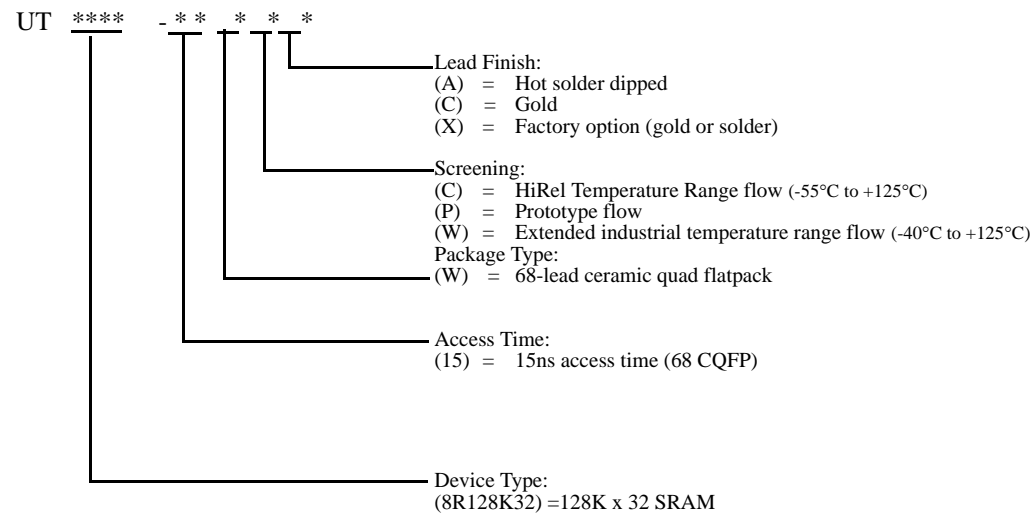 UT **** - * * * * *
Lead Finish:
(A) = Hot solder dipped
(C) = Gold
(X) = Factory option (gold or solder)
Screening:
(C) = HiRel Temperature Range flow (-55°C to +125°C)
(P) = Prototype flow
(W) = Extended industrial temperature range flow (-40°C to +125°C)
Package Type:
(W) = 68-lead ceramic quad flatpack
Access Time:
(15) = 15ns access time (68 CQFP)
Device Type:
(8R128K32) =128K x 32 SRAM